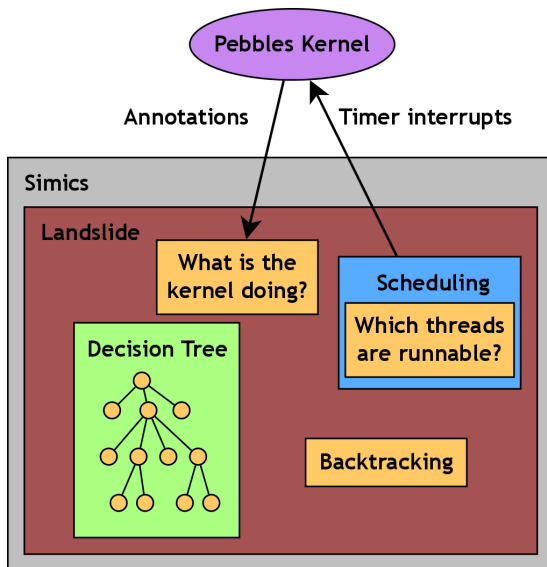 Pebbles Kernel
Annotations
Timer interrupts
Simics
Landslide
What is the
kernel doing?
Scheduling
Which threads
are runnable?
Decision Tree
Backtracking